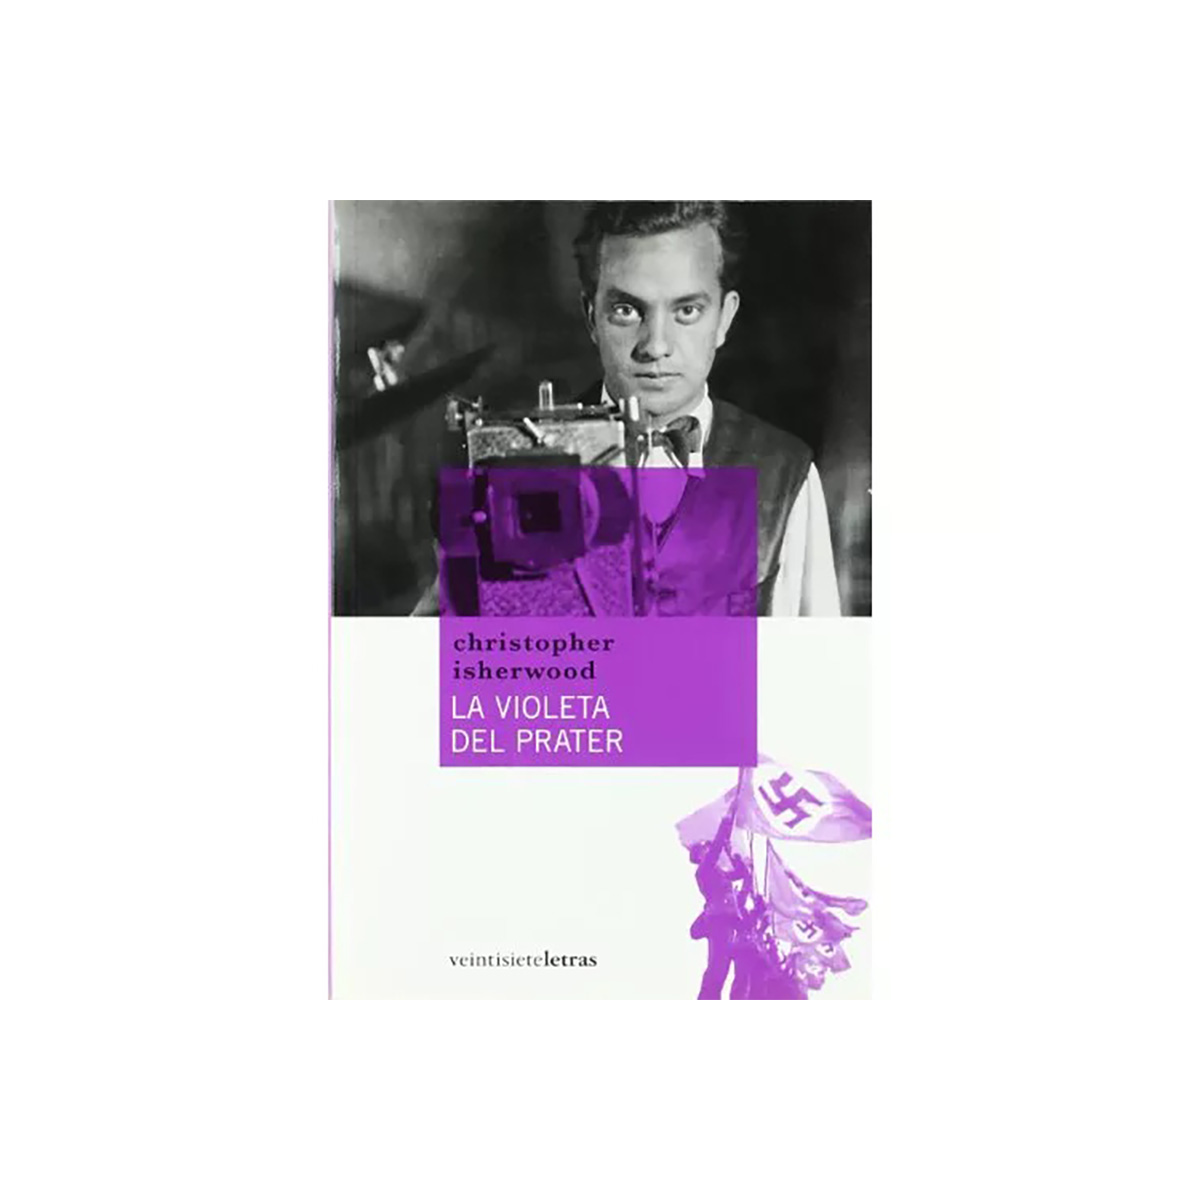 christopher
isherwood
LA VIOLETA
DEL PRATER
veintisieteletras